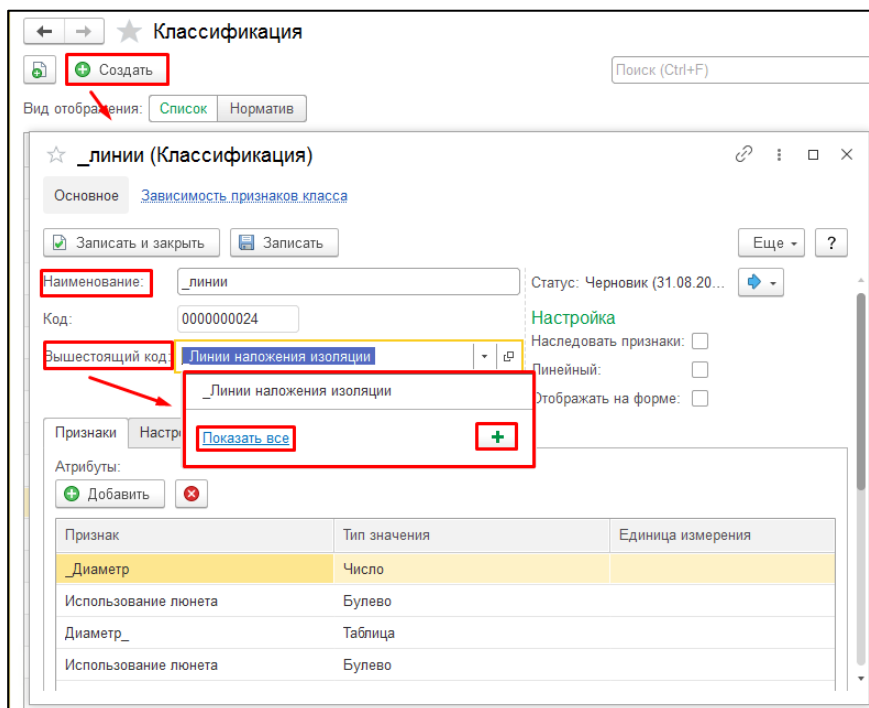 Классификация
Создать
Поиск (Ctrl+F)
Вид отображения: Список Норматив
_линии (Классификация)
Основное Зависимость признаков класса
Записать и закрыть Записать Еще ?
Наименование: _линии Статус: Черновик (31.08.20...
Код: 0000000024 Настройка
Наследовать признаки:
Вышестоящий код: _Линии наложения изоляции
Линейный:
_Линии наложения изоляции
Отображать на форме:
Признаки Настр
Показать все
Атрибуты:
Добавить
Признак Тип значения Единица измерения
_Диаметр Число
Использование люнета Булево
Диаметр_ Таблица
Использование люнета Булево